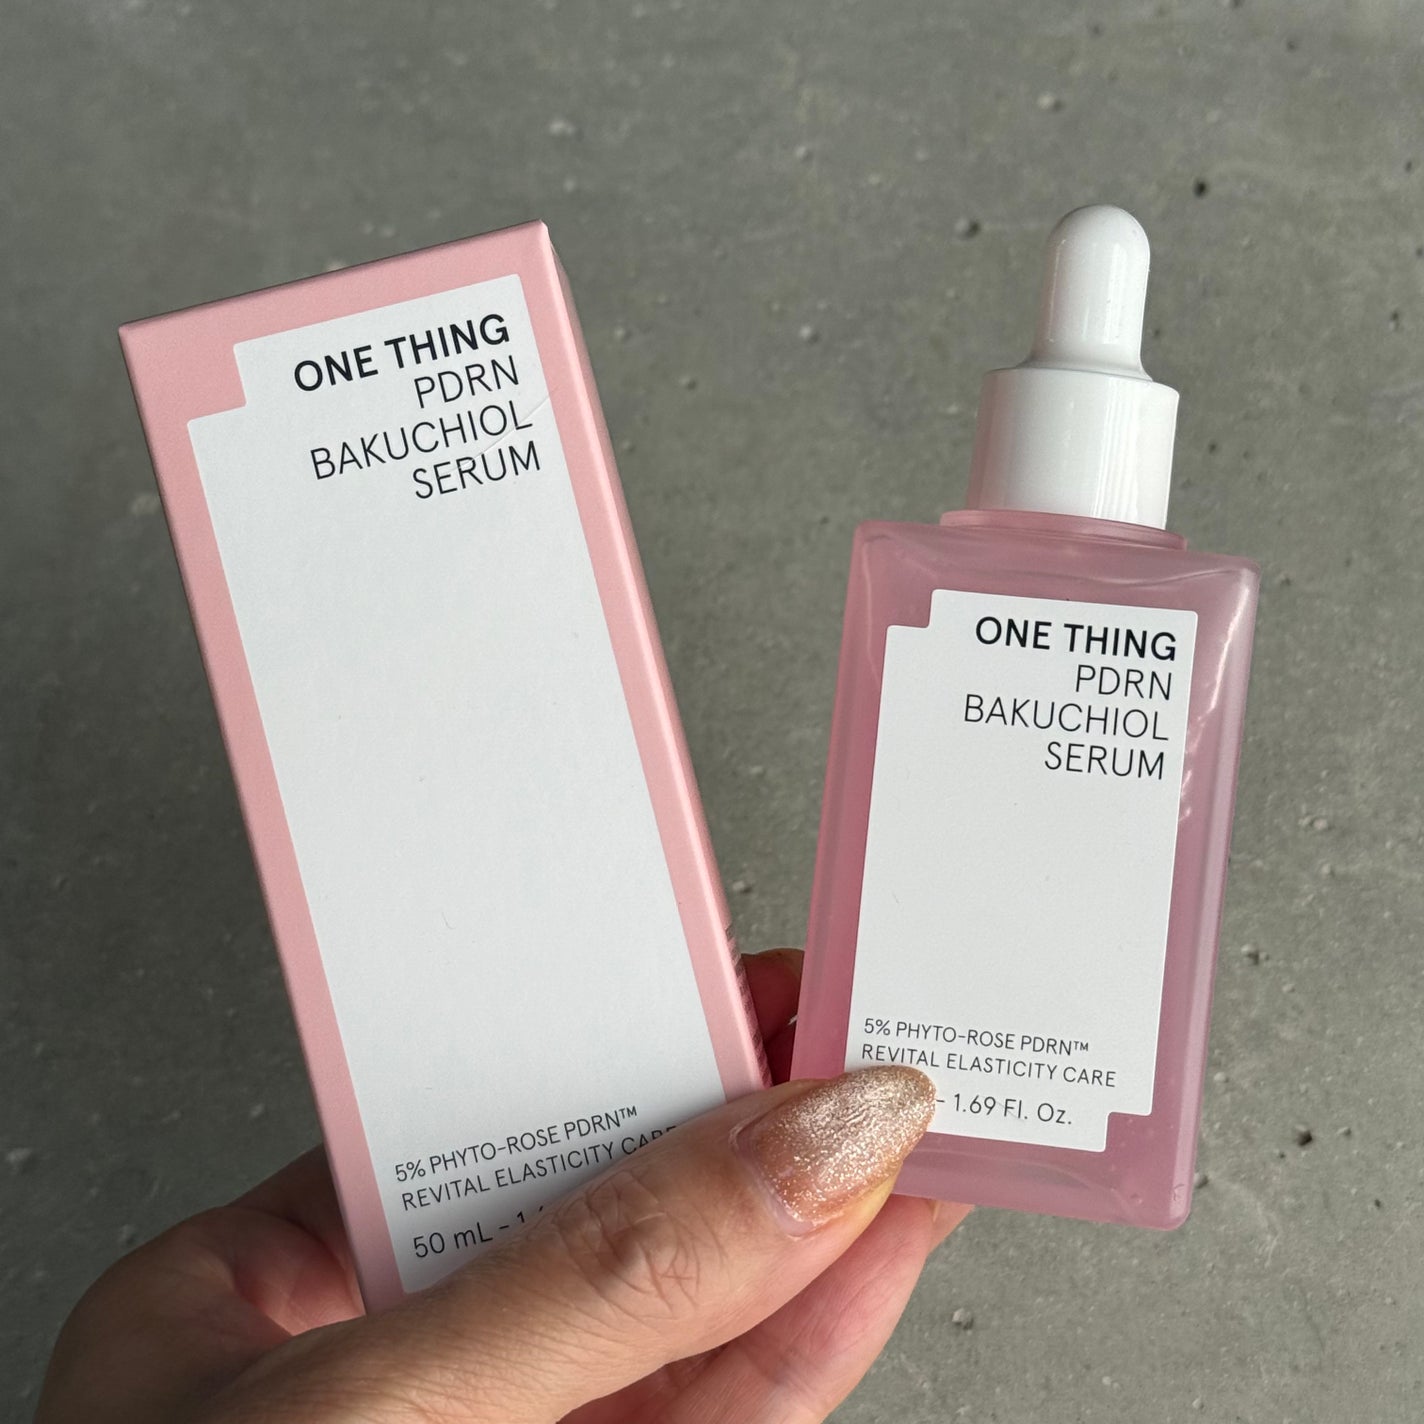 ONE THING
PDRN
BAKUCHIOL
SERUM
5% PHYTO-ROSE PDRN™
REVITAL ELASTICITY CARE
50 mL -
ONE THING
PDRN
BAKUCHIOL
SERUM
5% PHYTO-ROSE PDRN™
REVITAL ELASTICITY CARE
- 1.69 Fl. Oz.